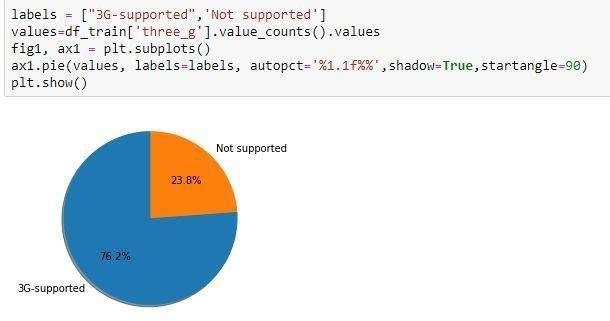 labels = ["3G-supported",'Not supported']
values=df_train['three_g'].value_counts().values
fig1, ax1 = plt.subplots()
ax1.pie(values, labels=labels, autopct='%1.1f%%',shadow=True,startangle=90)
plt.show()
Not supported
23.8%
76.2%
3G-supported